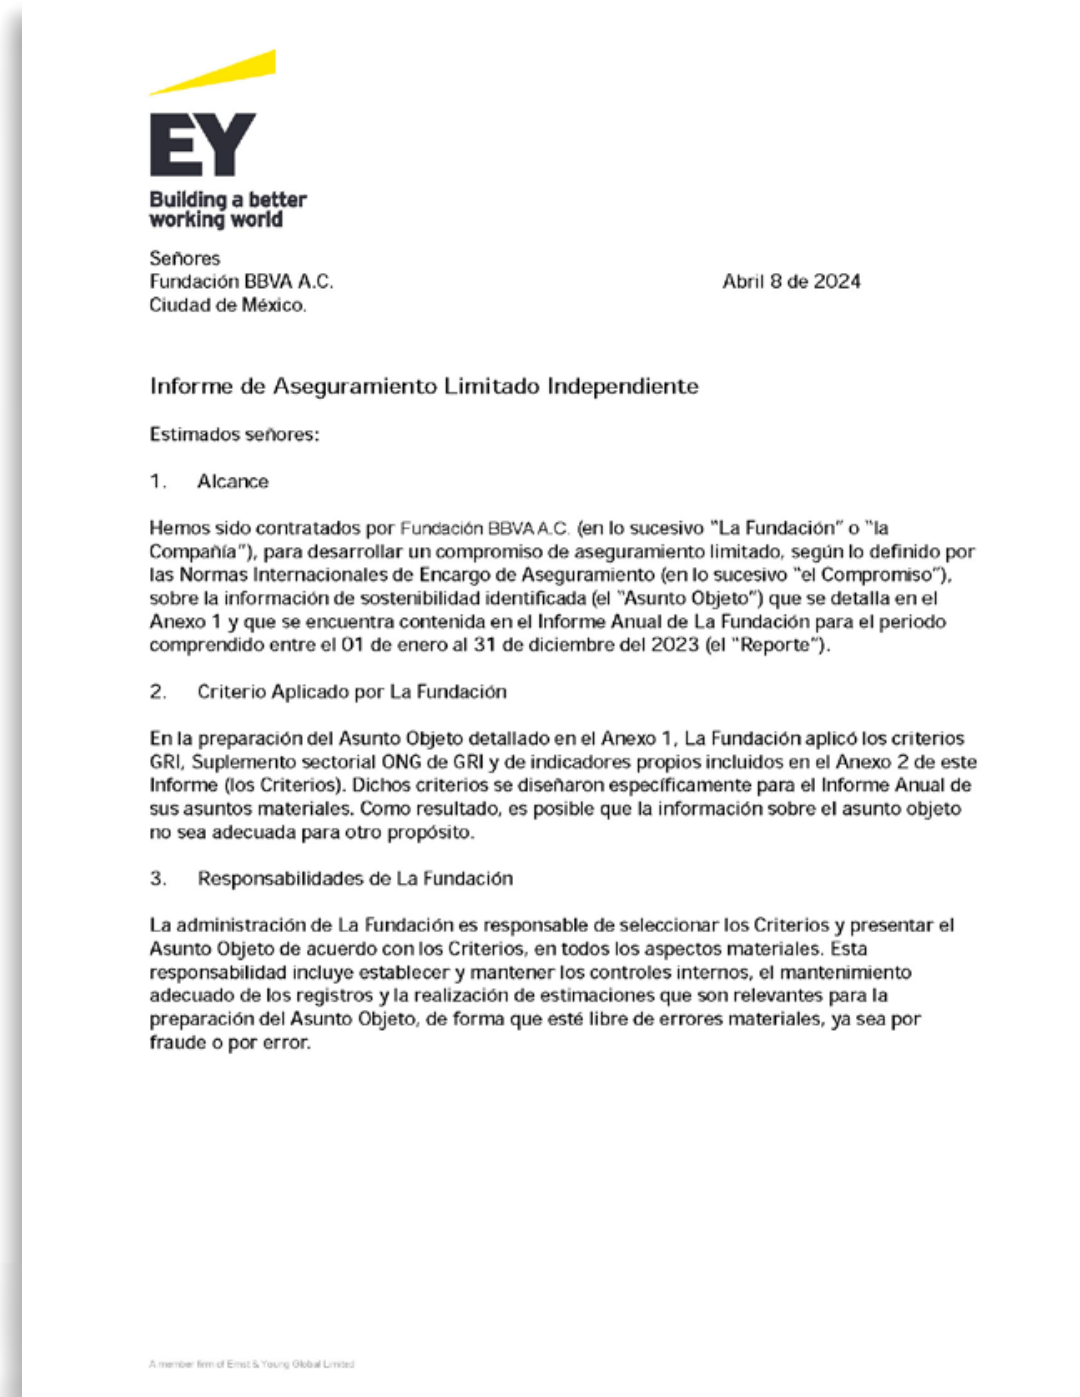 EY
Building a better
working world
Señores
Fundación BBVA A.C.
Abril 8 de 2024
Ciudad de México.
Informe de Aseguramiento Limitado Independiente
Estimados señores:
1. Alcance
Hemos sido contratados por Fundación BBVA A.C. (en lo sucesivo “La Fundación” o “la
Compañía”), para desarrollar un compromiso de aseguramiento limitado, según lo definido por
las Normas Internacionales de Encargo de Aseguramiento (en lo sucesivo “el Compromiso”),
sobre la información de sostenibilidad identificada (el “Asunto Objeto”) que se detalla en el
Anexo 1 y que se encuentra contenida en el Informe Anual de La Fundación para el periodo
comprendido entre el 01 de enero al 31 de diciembre del 2023 (el “Reporte”).
2. Criterio Aplicado por La Fundación
En la preparación del Asunto Objeto detallado en el Anexo 1, La Fundación aplicó los criterios
GRI, Suplemento sectorial ONG de GRI y de indicadores propios incluidos en el Anexo 2 de este
Informe (los Criterios). Dichos criterios se diseñaron específicamente para el Informe Anual de
sus asuntos materiales. Como resultado, es posible que la información sobre el asunto objeto
no sea adecuada para otro propósito.
3. Responsabilidades de La Fundación
La administración de La Fundación es responsable de seleccionar los Criterios y presentar el
Asunto Objeto de acuerdo con los Criterios, en todos los aspectos materiales. Esta
responsabilidad incluye establecer y mantener los controles internos, el mantenimiento
adecuado de los registros y la realización de estimaciones que son relevantes para la
preparación del Asunto Objeto, de forma que esté libre de errores materiales, ya sea por
fraude o por error.
A member firm of Ernst & Young Global Limited